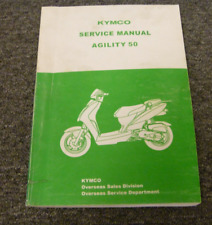 KYMCO
SERVICE MANUAL
AGILITY 50
KYMCO
Overseas Sales Division
Overseas Service Department